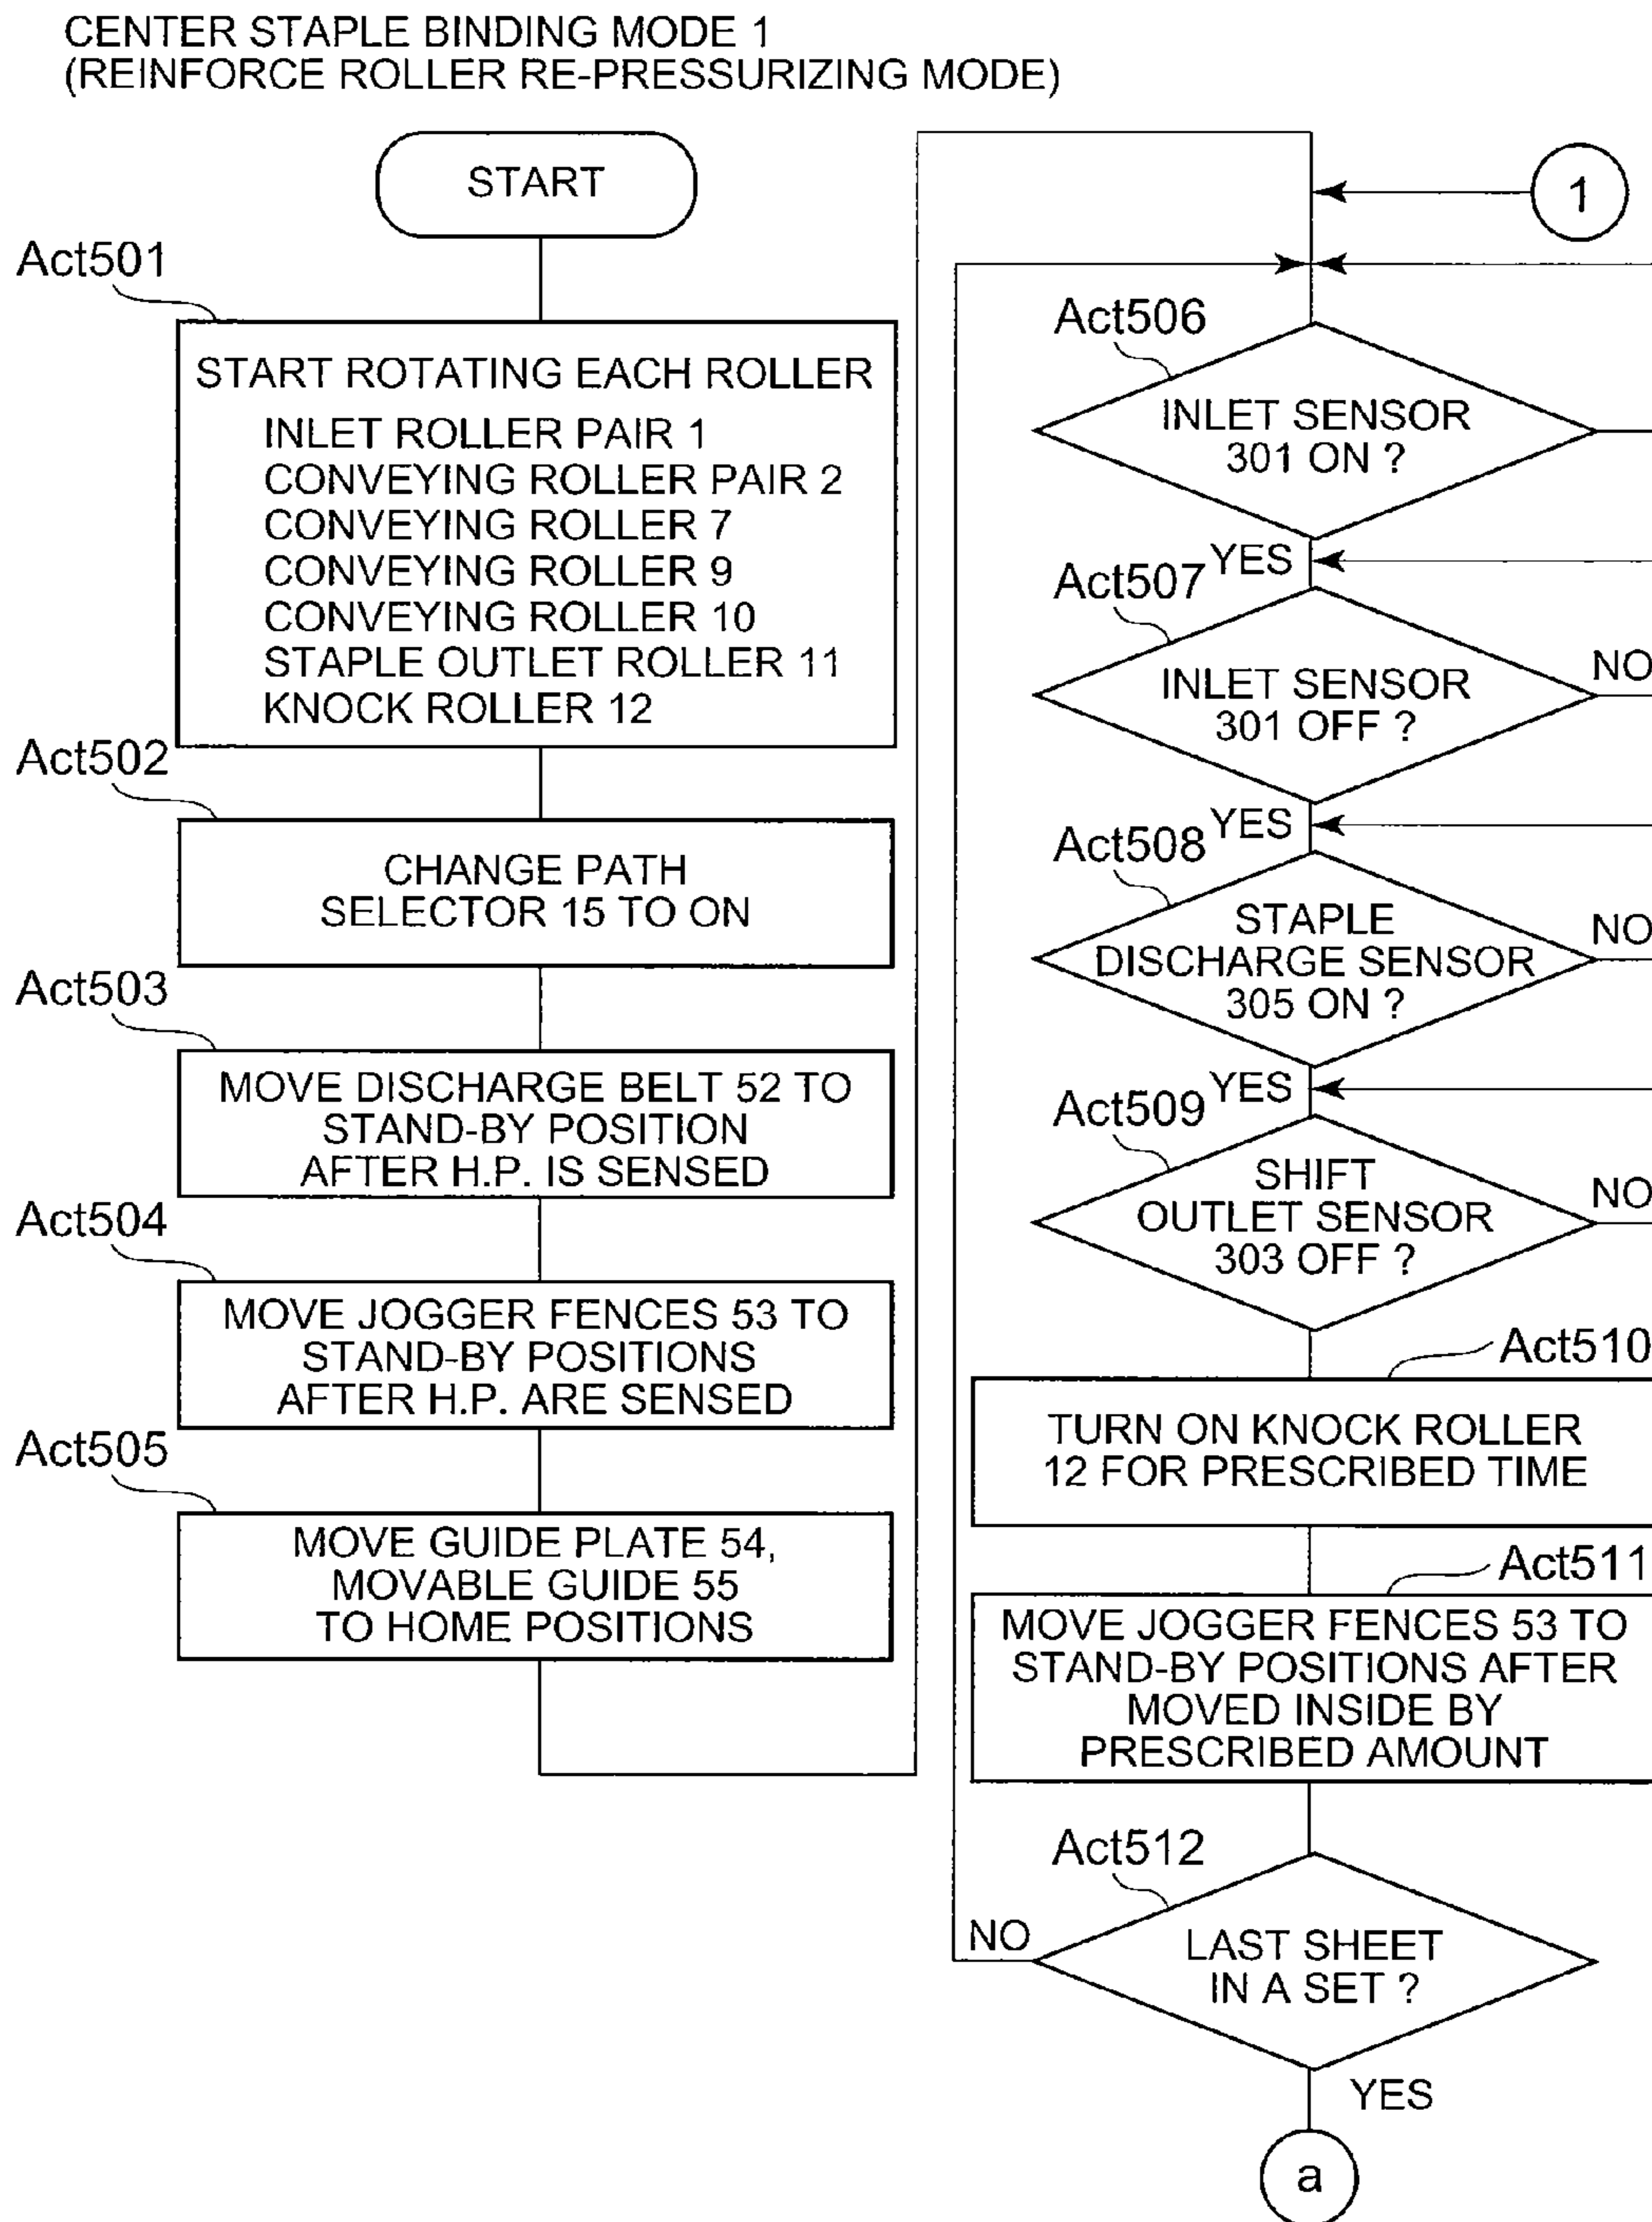 CENTER STAPLE BINDING MODE 1
(REINFORCE ROLLER RE-PRESSURIZING MODE)
START
Act501
START ROTATING EACH ROLLER
INLET ROLLER PAIR 1
CONVEYING ROLLER PAIR 2
CONVEYING ROLLER 7
CONVEYING ROLLER 9
CONVEYING ROLLER 10
STAPLE OUTLET ROLLER 11
KNOCK ROLLER 12
Act502
CHANGE PATH
SELECTOR 15 TO ON
Act503
MOVE DISCHARGE BELT 52 TO
STAND-BY POSITION
AFTER H.P. IS SENSED
Act504
MOVE JOGGER FENCES 53 TO
STAND-BY POSITIONS
AFTER H.P. ARE SENSED
Act505
MOVE GUIDE PLATE 54,
MOVABLE GUIDE 55
TO HOME POSITIONS
1
Act506
INLET SENSOR
301 ON ?
YES
Act507
INLET SENSOR
301 OFF ?
NO
YES
Act508
STAPLE
DISCHARGE SENSOR
305 ON ?
NO
YES
Act509
SHIFT
OUTLET SENSOR
303 OFF ?
NO
Act510
TURN ON KNOCK ROLLER
12 FOR PRESCRIBED TIME
Act511
MOVE JOGGER FENCES 53 TO
STAND-BY POSITIONS AFTER
MOVED INSIDE BY
PRESCRIBED AMOUNT
Act512
LAST SHEET
IN A SET ?
NO
YES
a